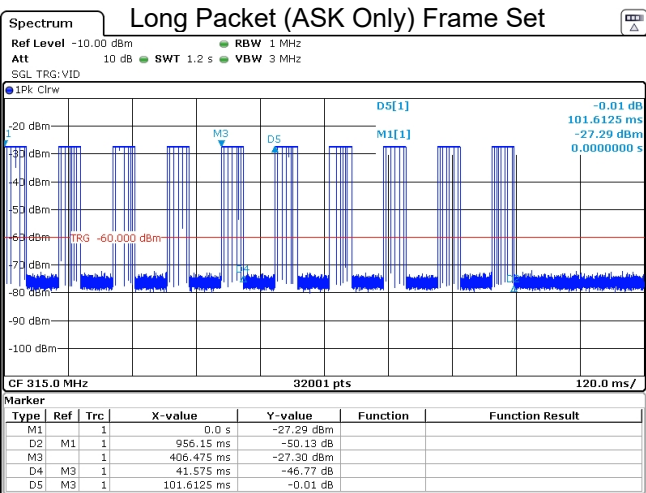 Spectrum
Long Packet (ASK Only) Frame Set
Ref Level -10.00 dBm RBW 1 MHz
Att 10 dB SWT 1.2 s VBW 3 MHz
SGL TRG:VID
1Pk Clrw
D5[1] -0.01 dB
101.6125 ms
M1[1] -27.29 dBm
0.0000000 s
-20 dBm
1
M3
D5
-30 dBm
-40 dBm
-50 dBm
-60 dBm
TRG -60.000 dBm
-70 dBm
D4
-80 dBm
-90 dBm
-100 dBm
CF 315.0 MHz 32001 pts 120.0 ms/
Marker
Type Ref Trc X-value Y-value Function Function Result
M1 1 0.0 s -27.29 dBm
D2 M1 1 956.15 ms -50.13 dB
M3 1 406.475 ms -27.30 dBm
D4 M3 1 41.575 ms -46.77 dB
D5 M3 1 101.6125 ms -0.01 dB